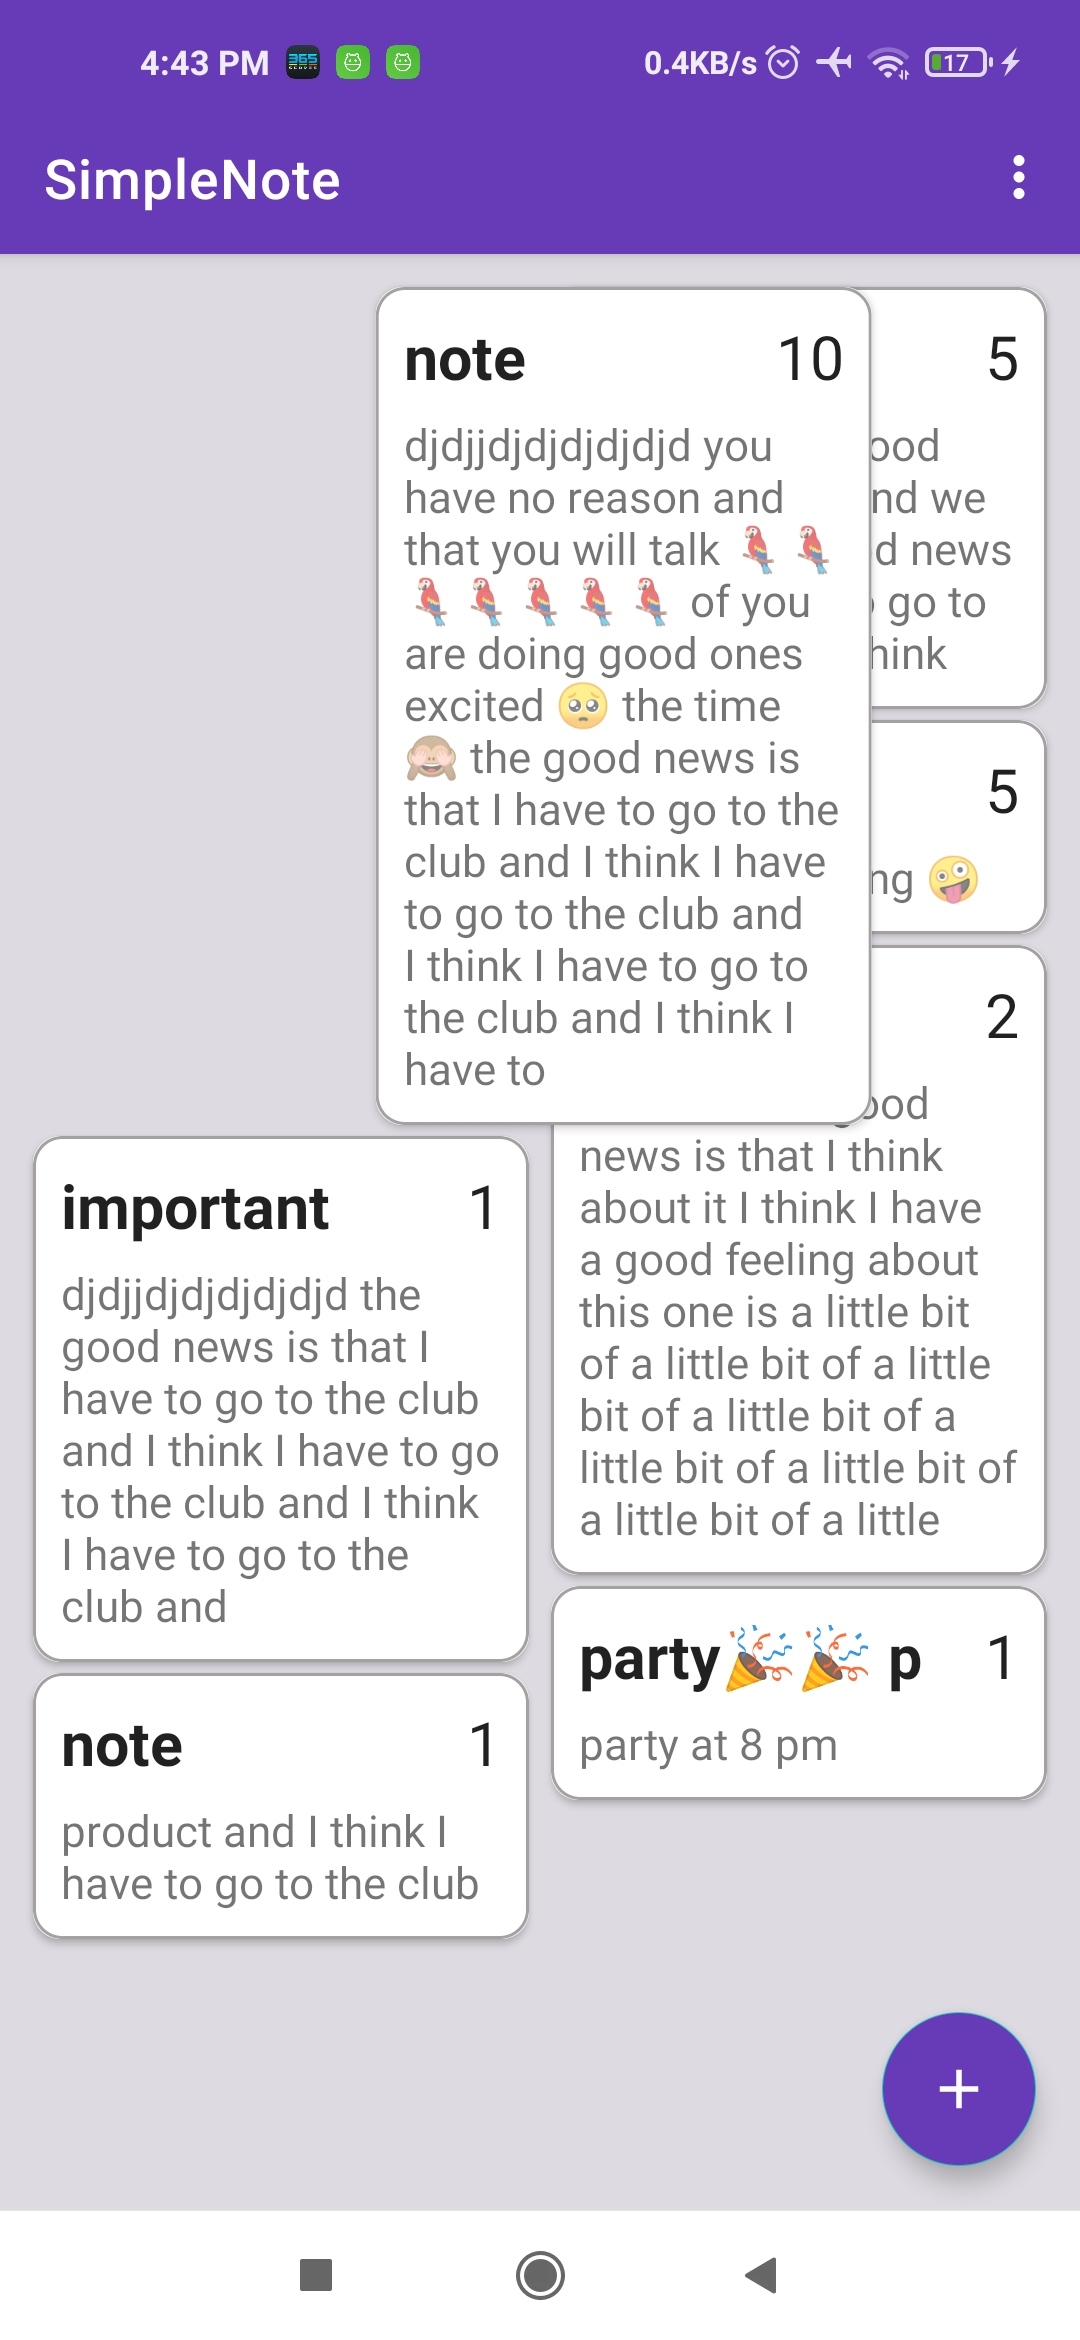 4:43 PM 365 SCORES 0.4KB/s 17
SimpleNote
note 10
djdjjdjdjdjdjdjd you
have no reason and
that you will talk 🦜 🦜
🦜 🦜 🦜 🦜 🦜 of you
are doing good ones
excited 🥺 the time
🙈 the good news is
that I have to go to the
club and I think I have
to go to the club and
I think I have to go to
the club and I think I
have to
5
nd we
d news
go to
5
🤪
2
news is that I think
about it I think I have
a good feeling about
this one is a little bit
of a little bit of a little
bit of a little bit of a
little bit of a little bit of
a little bit of a little
important 1
djdjjdjdjdjdjdjd the
good news is that I
have to go to the club
and I think I have to go
to the club and I think
I have to go to the
club and
party🎉🎉 p 1
party at 8 pm
note 1
product and I think I
have to go to the club